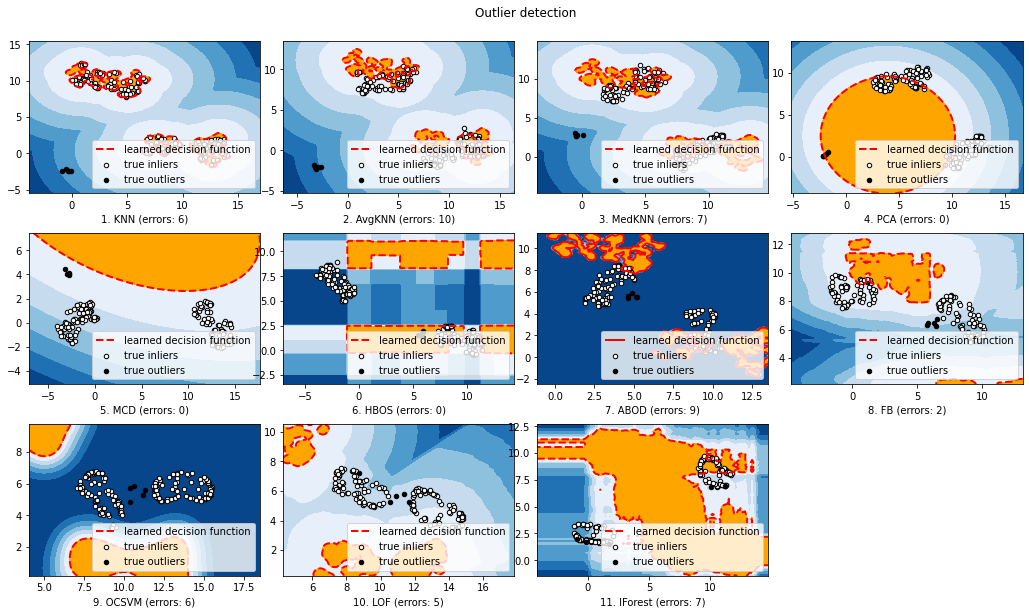 Outlier detection
15
10
5
0
−5
0
5
10
15
learned decision function
true inliers
true outliers
1. KNN (errors: 6)
10
5
0
−5
0
5
10
15
learned decision function
true inliers
true outliers
2. AvgKNN (errors: 10)
10
5
0
0
5
10
15
learned decision function
true inliers
true outliers
3. MedKNN (errors: 7)
10
5
0
−5
0
5
10
15
learned decision function
true inliers
true outliers
4. PCA (errors: 0)
6
4
2
0
−2
−4
−5
0
5
10
15
learned decision function
true inliers
true outliers
5. MCD (errors: 0)
10.0
7.5
5.0
2.5
0.0
−2.5
−5
0
5
10
learned decision function
true inliers
true outliers
6. HBOS (errors: 0)
10
8
6
4
2
0
−2
0.0
2.5
5.0
7.5
10.0
12.5
learned decision function
true inliers
true outliers
7. ABOD (errors: 9)
12
10
8
6
4
0
5
10
learned decision function
true inliers
true outliers
8. FB (errors: 2)
8
6
4
2
5.0
7.5
10.0
12.5
15.0
17.5
learned decision function
true inliers
true outliers
9. OCSVM (errors: 6)
10
8
6
4
2
6
8
10
12
14
16
learned decision function
true inliers
true outliers
10. LOF (errors: 5)
12.5
10.0
7.5
5.0
2.5
0.0
0
5
10
learned decision function
true inliers
true outliers
11. IForest (errors: 7)